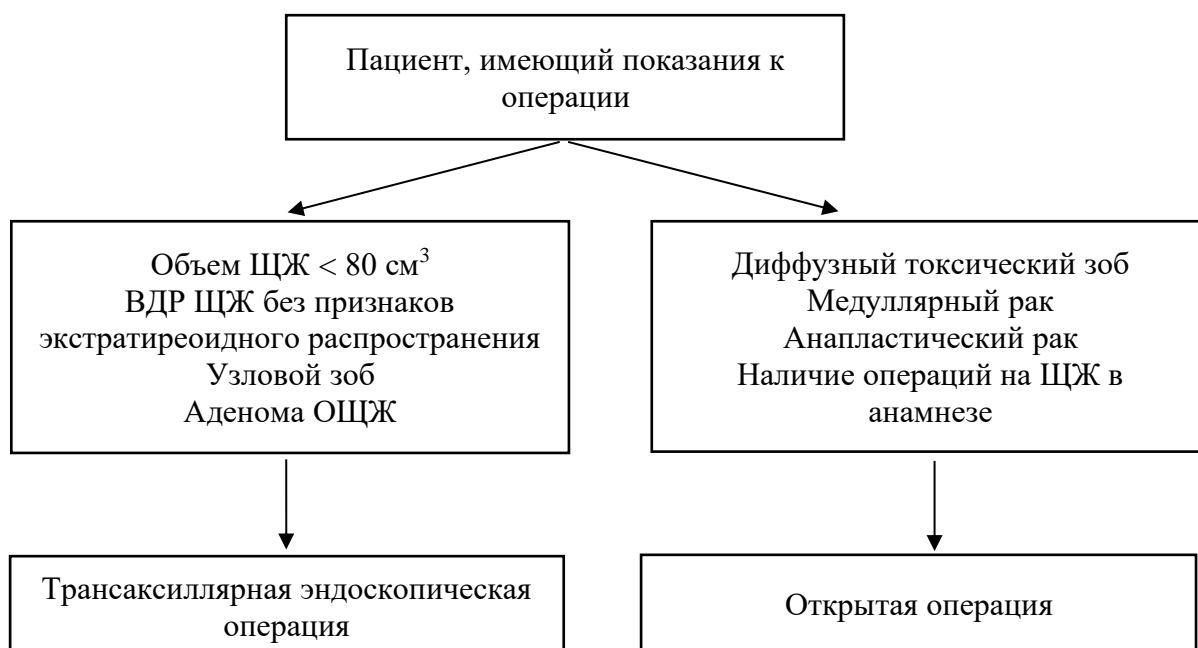 Пациент, имеющий показания к
операции
Объем ЩЖ < 80 см³
ВДР ЩЖ без признаков
экстратиреоидного распространения
Узловой зоб
Аденома ОЩЖ
Диффузный токсический зоб
Медуллярный рак
Анапластический рак
Наличие операций на ЩЖ в
анамнезе
Трансаксиллярная эндоскопическая
операция
Открытая операция